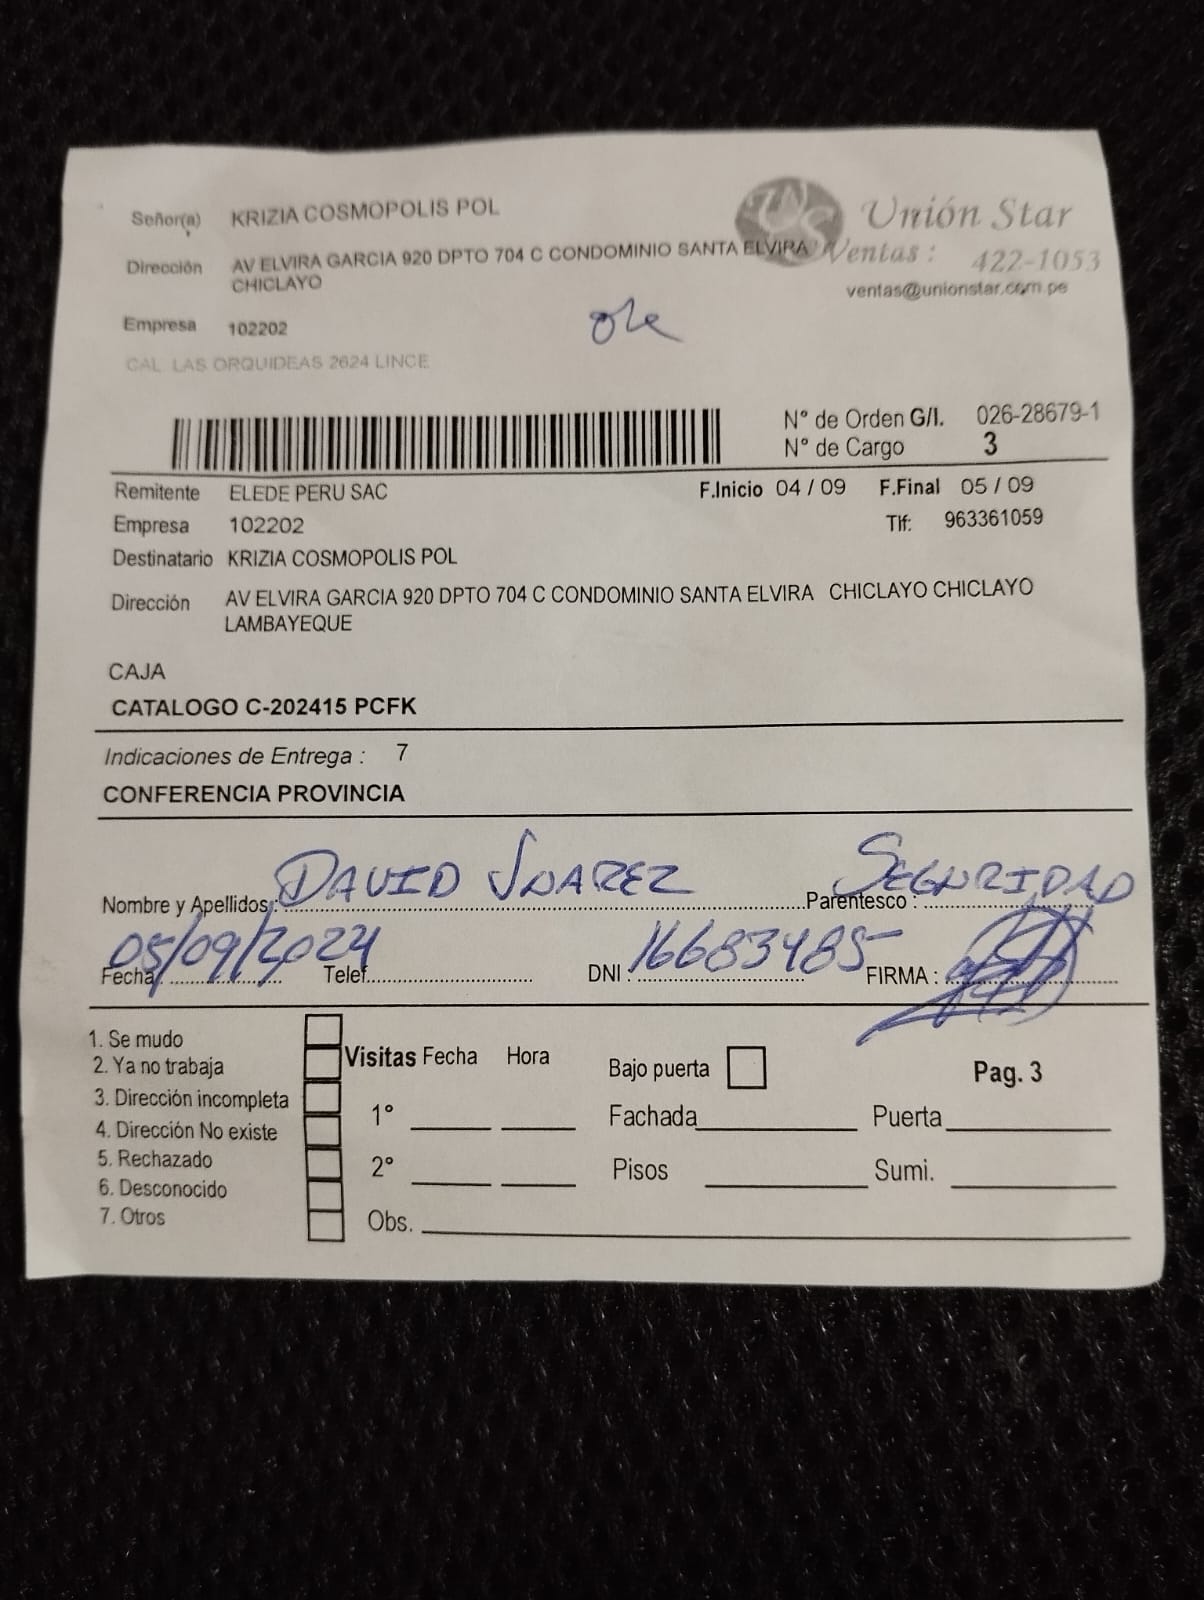 Señor(a) KRIZIA COSMOPOLIS POL
Unión Star
Dirección AV ELVIRA GARCIA 920 DPTO 704 C CONDOMINIO SANTA ELVIRA
CHICLAYO
Ventas: 422-1053
ventas@unionstar.com.pe
Empresa 102202
CAL. LAS ORQUIDEAS 2624 LINCE
N° de Orden G/I. 026-28679-1
N° de Cargo 3
Remitente ELEDE PERU SAC F.Inicio 04 / 09 F.Final 05 / 09
Empresa 102202 Tlf: 963361059
Destinatario KRIZIA COSMOPOLIS POL
Dirección AV ELVIRA GARCIA 920 DPTO 704 C CONDOMINIO SANTA ELVIRA CHICLAYO CHICLAYO
LAMBAYEQUE
CAJA
CATALOGO C-202415 PCFK
Indicaciones de Entrega : 7
CONFERENCIA PROVINCIA
Nombre y Apellidos: DAVID JUAREZ Parentesco : SEGURIDAD
Fecha: 05/09/2024 Telef. DNI : 16683485 FIRMA :
1. Se mudo
2. Ya no trabaja
3. Dirección incompleta
4. Dirección No existe
5. Rechazado
6. Desconocido
7. Otros
Visitas Fecha Hora
1°
2°
Obs.
Bajo puerta Pag. 3
Fachada Puerta
Pisos Sumi.